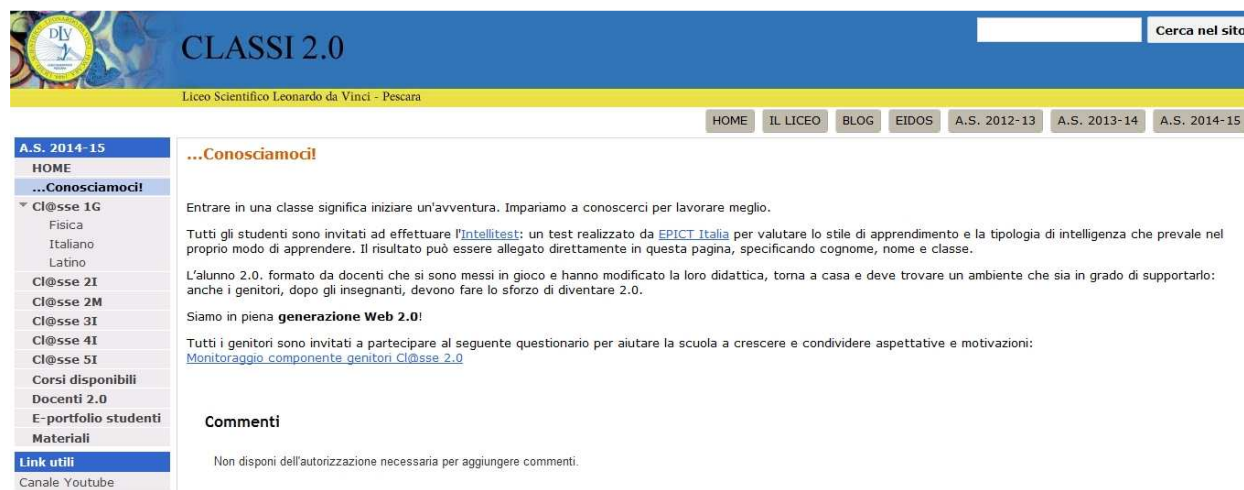 DLV
CLASSI 2.0
Cerca nel sito
Liceo Scientifico Leonardo da Vinci - Pescara
HOME IL LICEO BLOG EIDOS A.S. 2012-13 A.S. 2013-14 A.S. 2014-15
A.S. 2014-15
HOME
...Conosciamoci!
Cl@sse 1G
Fisica
Italiano
Latino
Cl@sse 2I
Cl@sse 2M
Cl@sse 3I
Cl@sse 4I
Cl@sse 5I
Corsi disponibili
Docenti 2.0
E-portfolio studenti
Materiali
Link utili
Canale Youtube
...Conosciamoci!
Entrare in una classe significa iniziare un'avventura. Impariamo a conoscerci per lavorare meglio.
Tutti gli studenti sono invitati ad effettuare l'Intellitest: un test realizzato da EPICT Italia per valutare lo stile di apprendimento e la tipologia di intelligenza che prevale nel
proprio modo di apprendere. Il risultato può essere allegato direttamente in questa pagina, specificando cognome, nome e classe.
L'alunno 2.0. formato da docenti che si sono messi in gioco e hanno modificato la loro didattica, torna a casa e deve trovare un ambiente che sia in grado di supportarlo:
anche i genitori, dopo gli insegnanti, devono fare lo sforzo di diventare 2.0.
Siamo in piena generazione Web 2.0!
Tutti i genitori sono invitati a partecipare al seguente questionario per aiutare la scuola a crescere e condividere aspettative e motivazioni:
Monitoraggio componente genitori Cl@sse 2.0
Commenti
Non disponi dell'autorizzazione necessaria per aggiungere commenti.